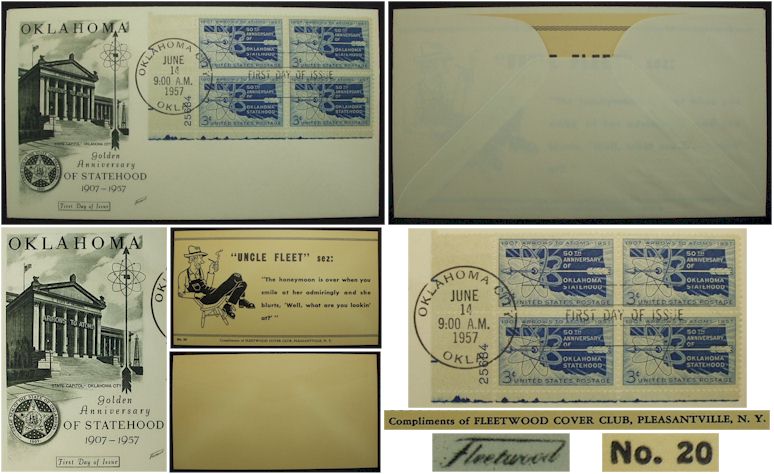 OKLAHOMA
STATE CAPITOL - OKLAHOMA CITY
Golden
Anniversary
OF STATEHOOD
1907-1957
First Day of Issue
OKLAHOMA CITY
JUNE
14
9:00 A.M.
1957
OKLA.
FIRST DAY OF ISSUE
25664
1907 · ARROWS TO ATOMS · 1957
50TH
ANNIVERSARY
OF
OKLAHOMA
STATEHOOD
3¢
UNITED STATES POSTAGE
OKLAHOMA
ARROWS TO ATOMS
STATE CAPITOL - OKLAHOMA CITY
Golden
Anniversary
OF STATEHOOD
1907-1957
First Day of Issue
"UNCLE FLEET" sez:
"The honeymoon is over when you
smile at her admiringly and she
blurts, 'Well, what are you lookin'
at?'"
No. 20
Compliments of FLEETWOOD COVER CLUB, PLEASANTVILLE, N. Y.
OKLAHOMA CITY
JUNE
14
9:00 A.M.
1957
OKLA.
FIRST DAY OF ISSUE
25664
1907 · ARROWS TO ATOMS · 1957
50TH
ANNIVERSARY
OF
OKLAHOMA
STATEHOOD
3¢
UNITED STATES POSTAGE
Compliments of FLEETWOOD COVER CLUB, PLEASANTVILLE, N. Y.
Fleetwood
No. 20